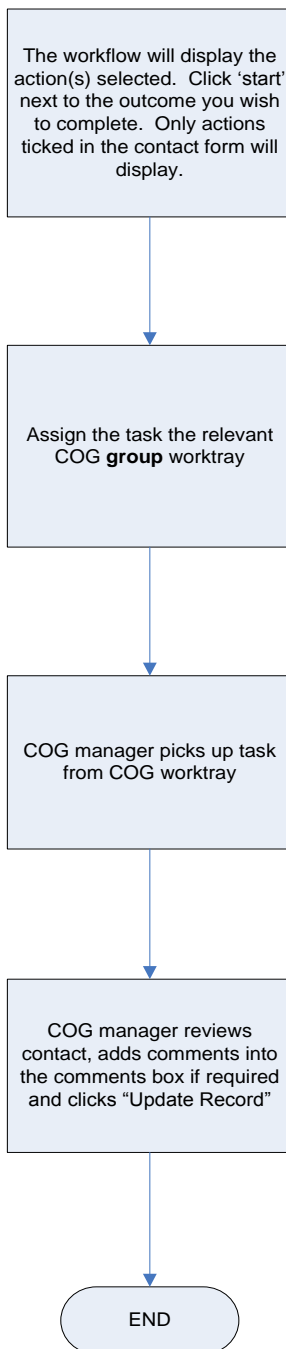 The workflow will display the
action(s) selected.  Click ‘start’
next to the outcome you wish
to complete.  Only actions
ticked in the contact form will
display.
Assign the task the relevant
COG group worktray
COG manager picks up task
from COG worktray
COG manager reviews
contact, adds comments into
the comments box if required
and clicks “Update Record”
END